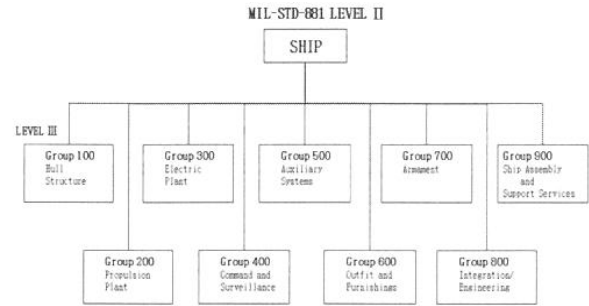 MIL-STD-881 LEVEL II
SHIP
LEVEL III
Group 100
Hull
Structure
Group 300
Electric
Plant
Group 500
Auxiliary
Systems
Group 700
Armament
Group 900
Ship Assembly
and
Support Services
Group 200
Propulsion
Plant
Group 400
Command and
Surveillance
Group 600
Outfit and
Furnishings
Group 800
Integration/
Engineering